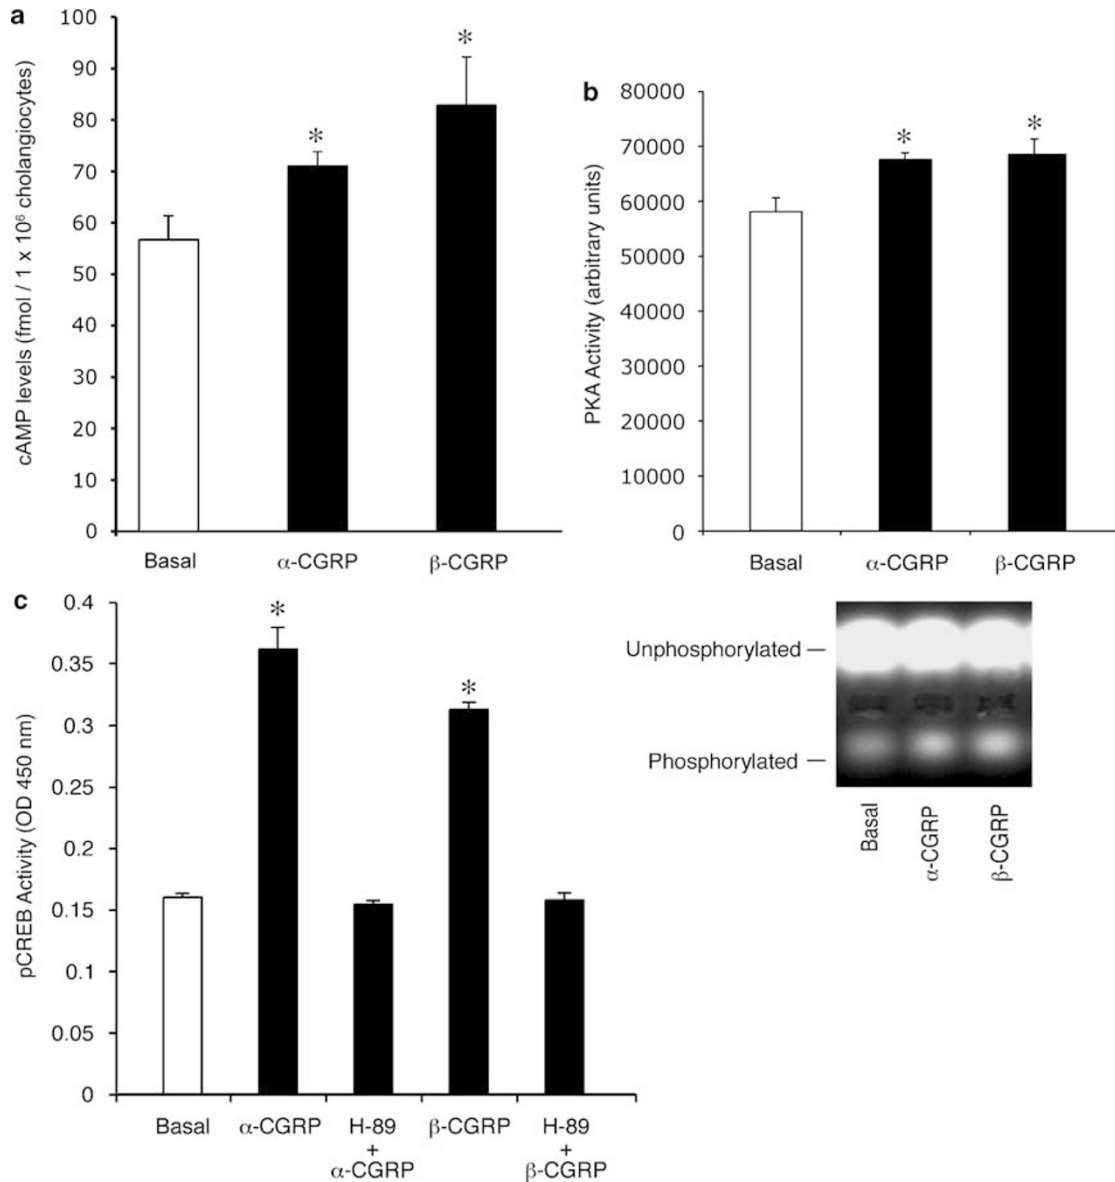 a
cAMP levels (fmol / 1 x 10⁶ cholangiocytes)
100
90
80
70
60
50
40
30
20
10
0
*
*
Basal
α-CGRP
β-CGRP
b
PKA Activity (arbitrary units)
80000
70000
60000
50000
40000
30000
20000
10000
0
*
*
Basal
α-CGRP
β-CGRP
Unphosphorylated
Phosphorylated
Basal
α-CGRP
β-CGRP
c
pCREB Activity (OD 450 nm)
0.4
0.35
0.3
0.25
0.2
0.15
0.1
0.05
0
*
*
Basal
α-CGRP
H-89
+
α-CGRP
β-CGRP
H-89
+
β-CGRP